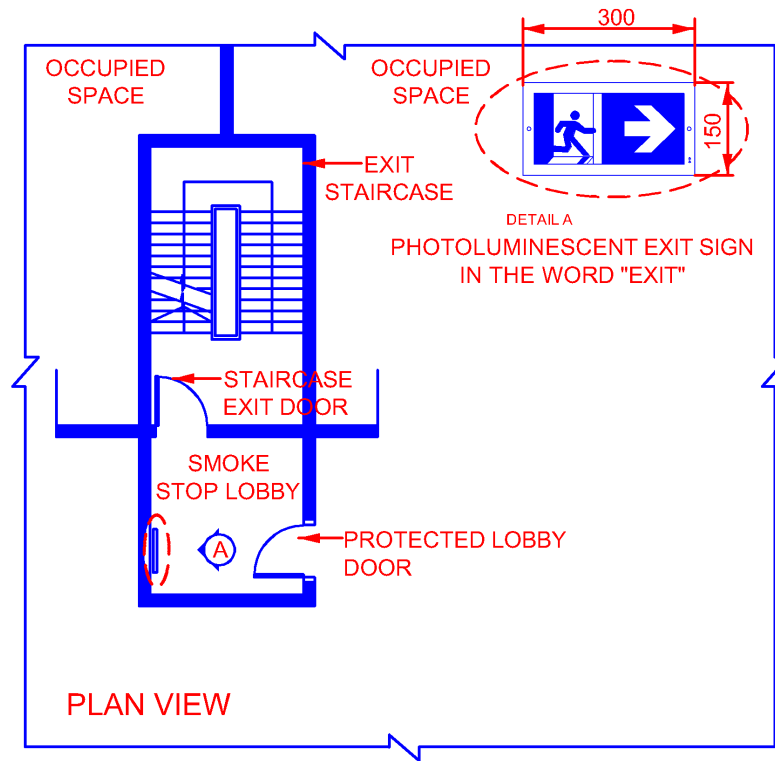 300
OCCUPIED
SPACE
OCCUPIED
SPACE
150
EXIT
STAIRCASE
DETAIL A
PHOTOLUMINESCENT EXIT SIGN
IN THE WORD "EXIT"
STAIRCASE
EXIT DOOR
SMOKE
STOP LOBBY
A
PROTECTED LOBBY
DOOR
PLAN VIEW